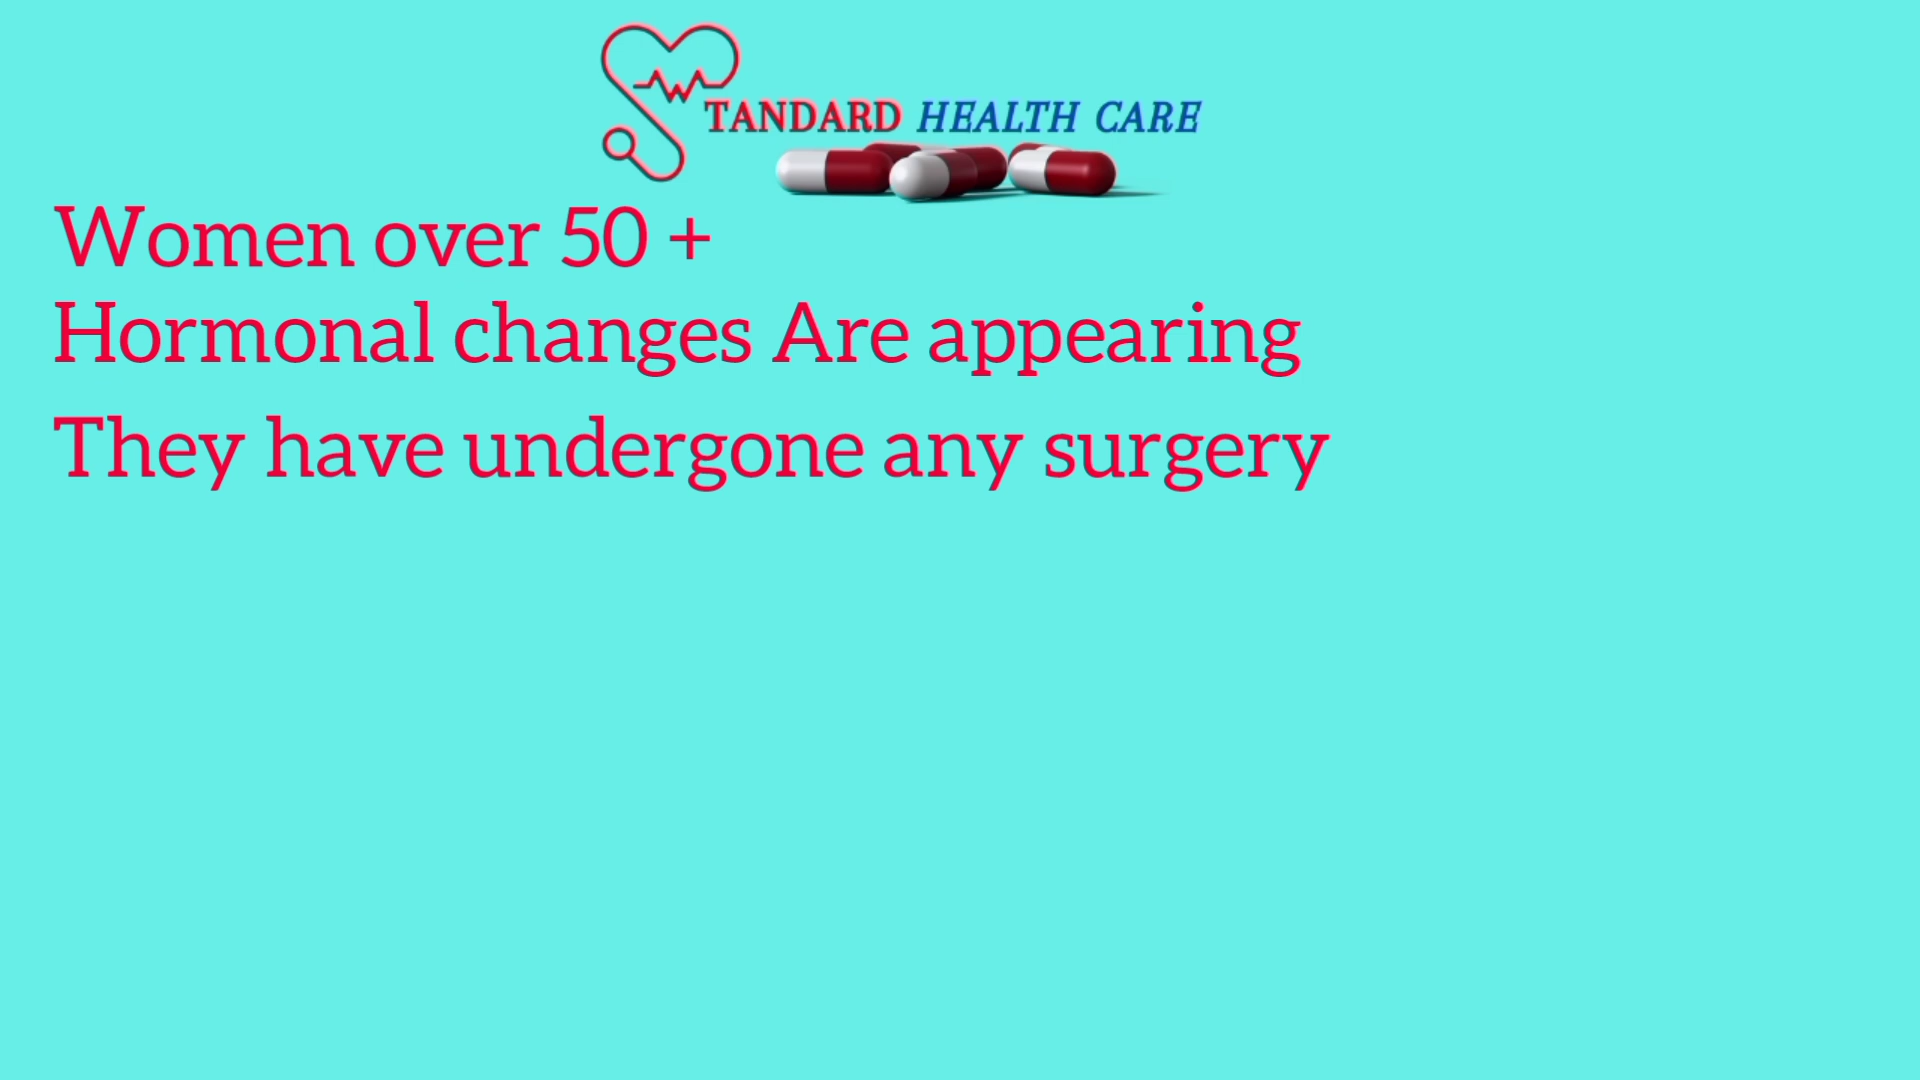 TANDARD HEALTH CARE
Women over 50 +
Hormonal changes Are appearing
They have undergone any surgery